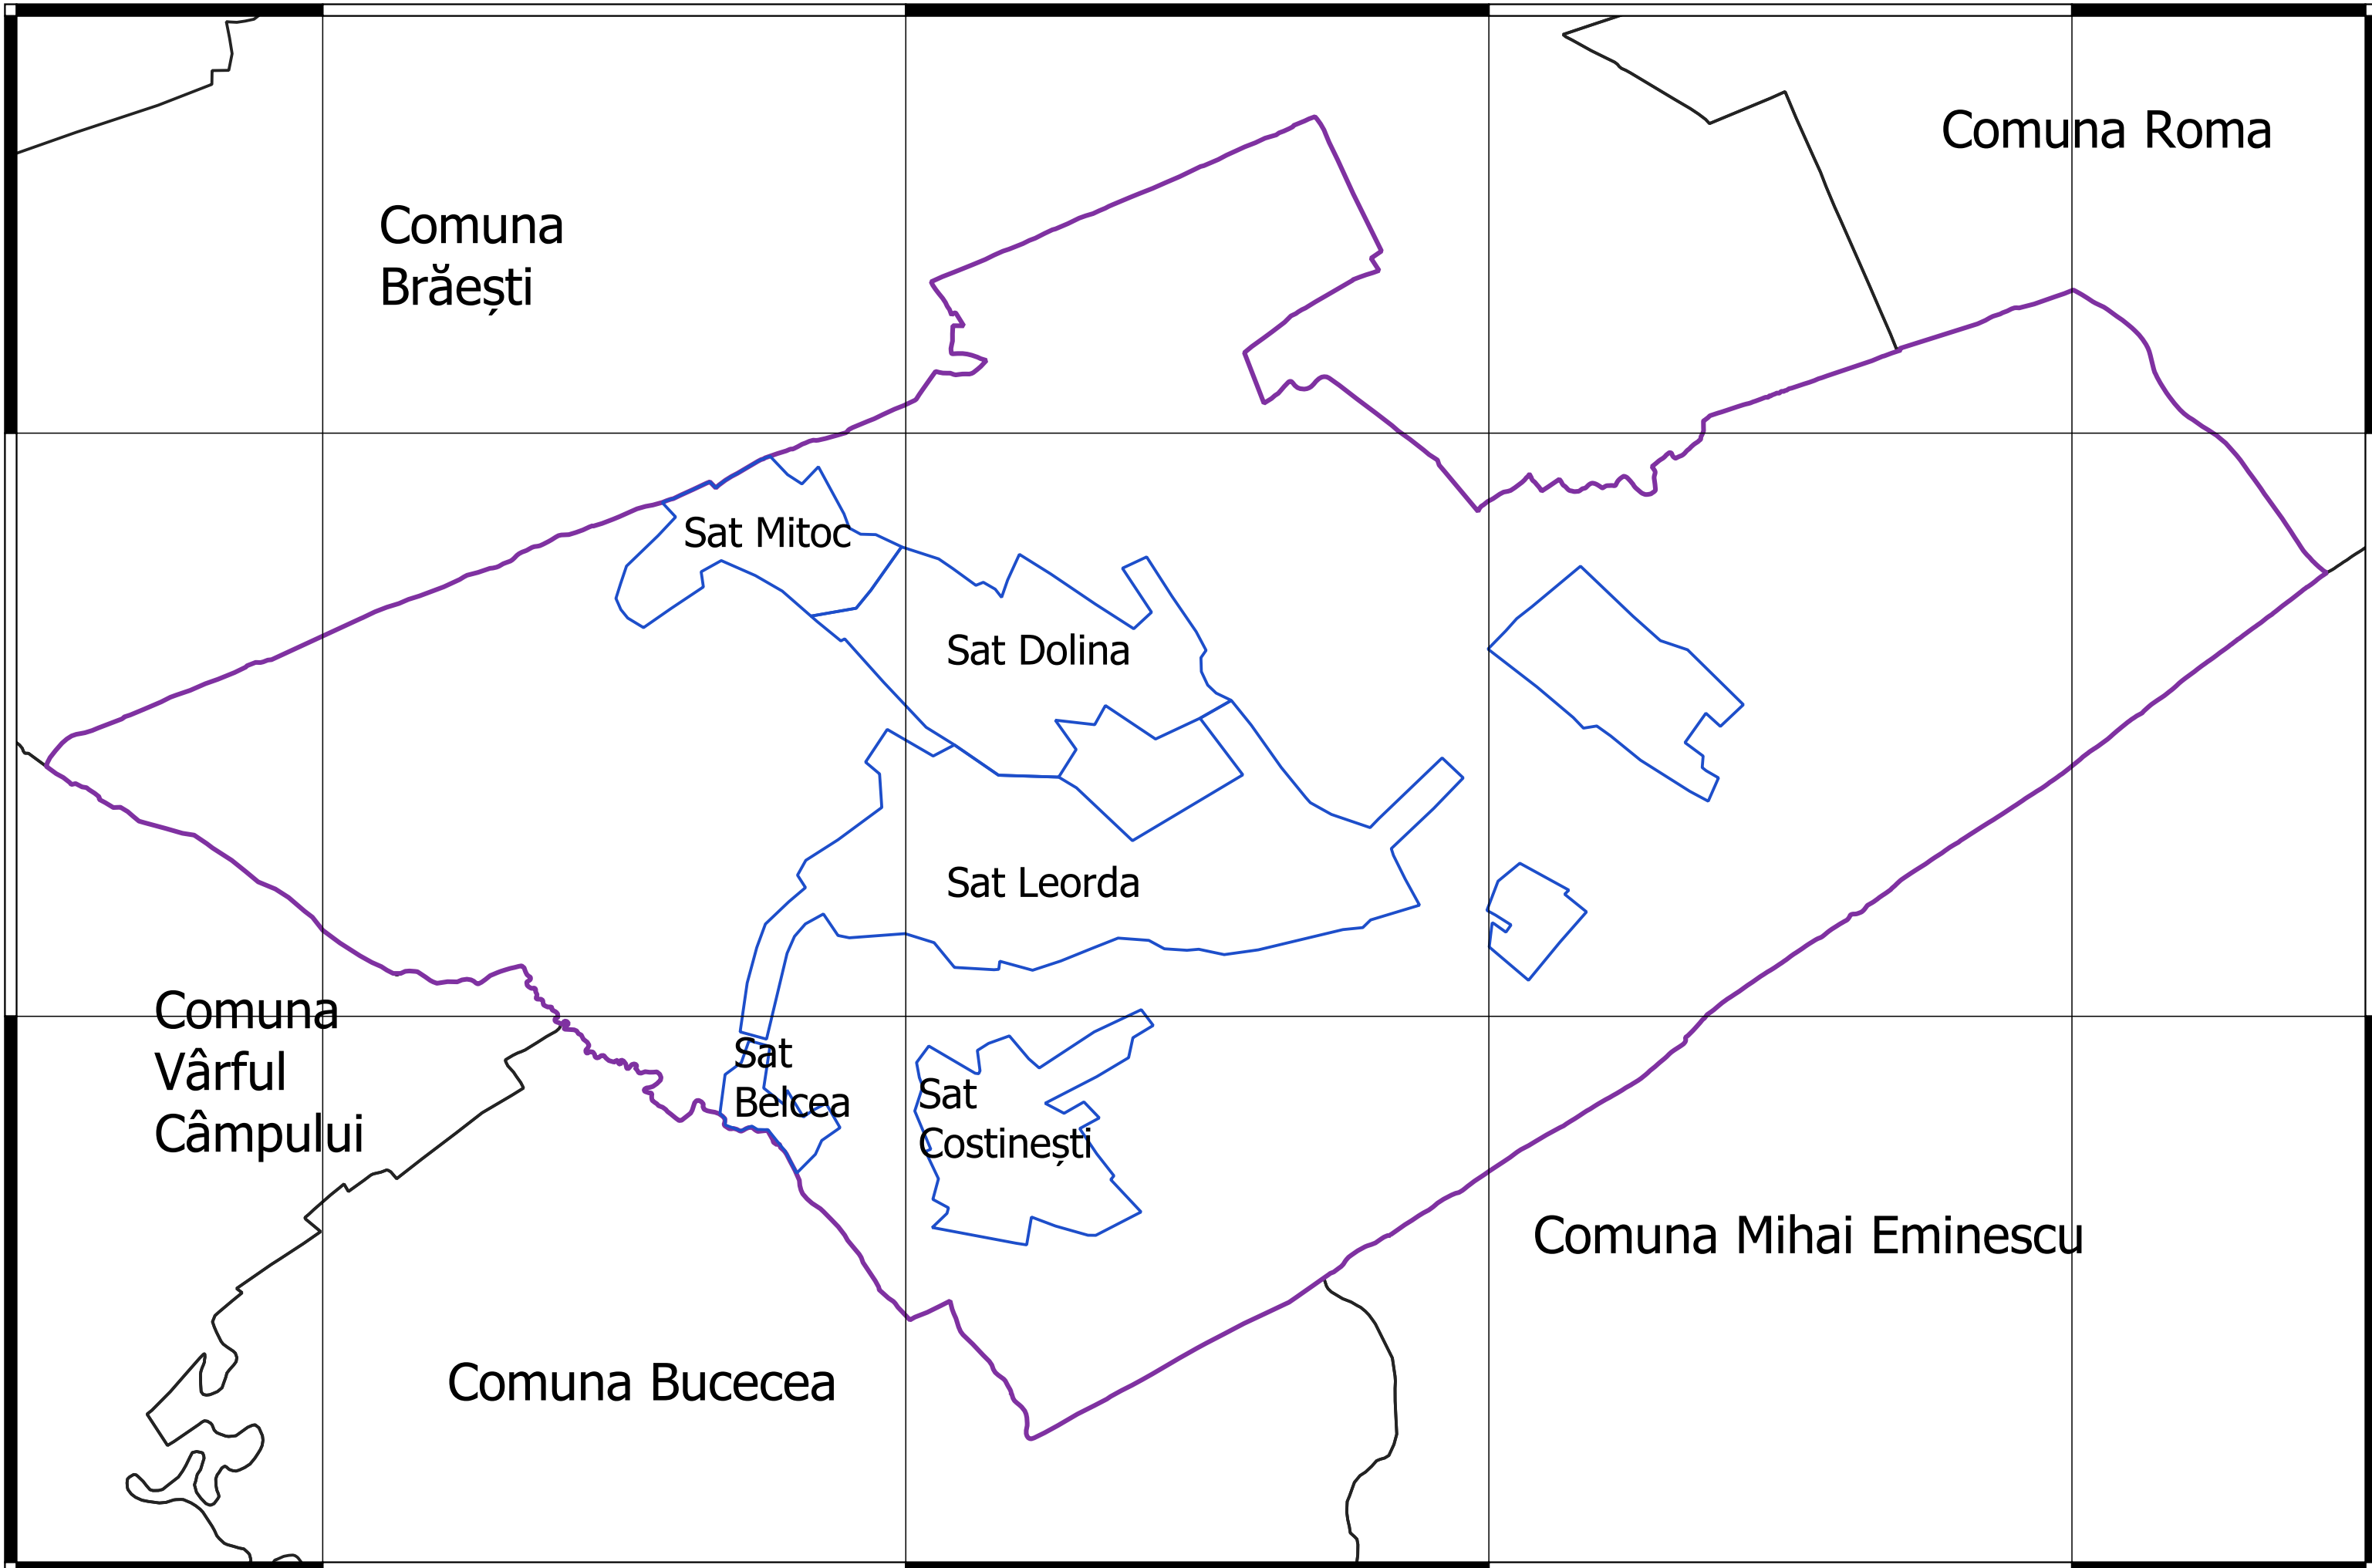 Comuna Roma
Comuna
Brăești
Sat Mitoc
Sat Dolina
Sat Leorda
Comuna
Vârful
Câmpului
Sat
Belcea
Sat
Costinești
Comuna Mihai Eminescu
Comuna Bucecea